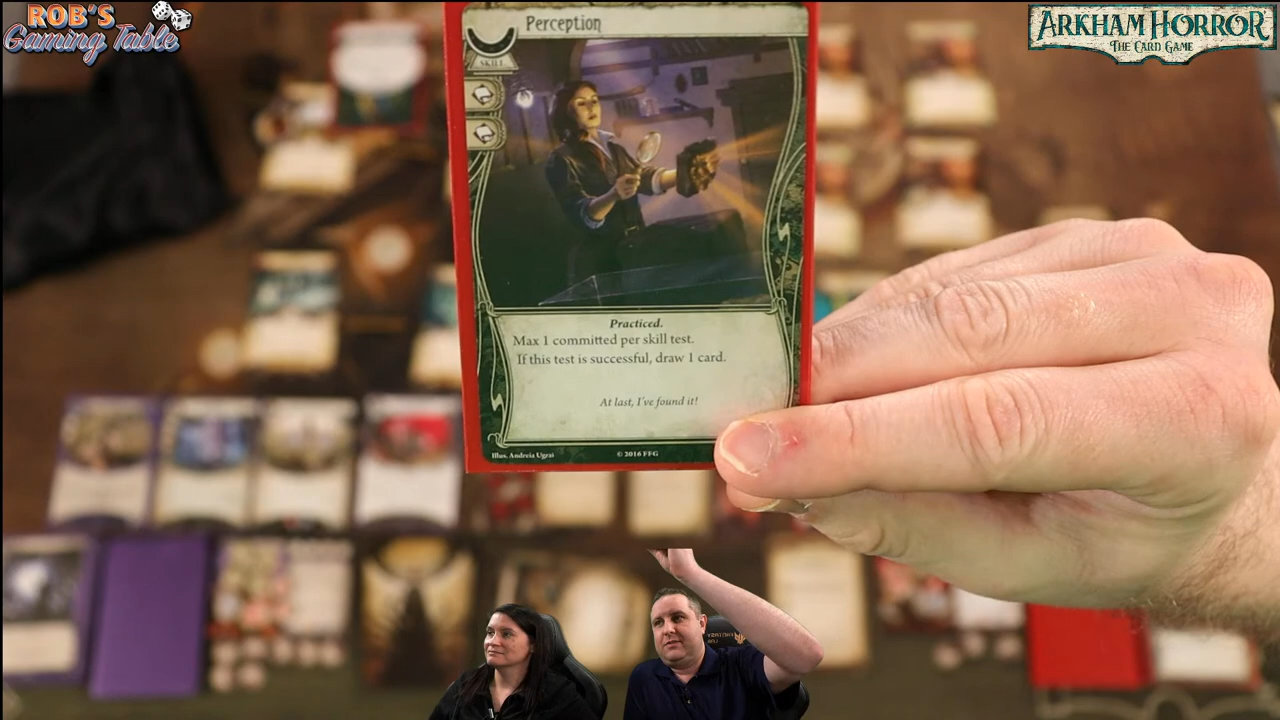 ROB'S
Gaming Table
ARKHAM HORROR
THE CARD GAME
Perception
SKILL
Practiced.
Max 1 committed per skill test.
If this test is successful, draw 1 card.
At last, I've found it!
Illus. Andreia Ugrai
© 2016 FFG